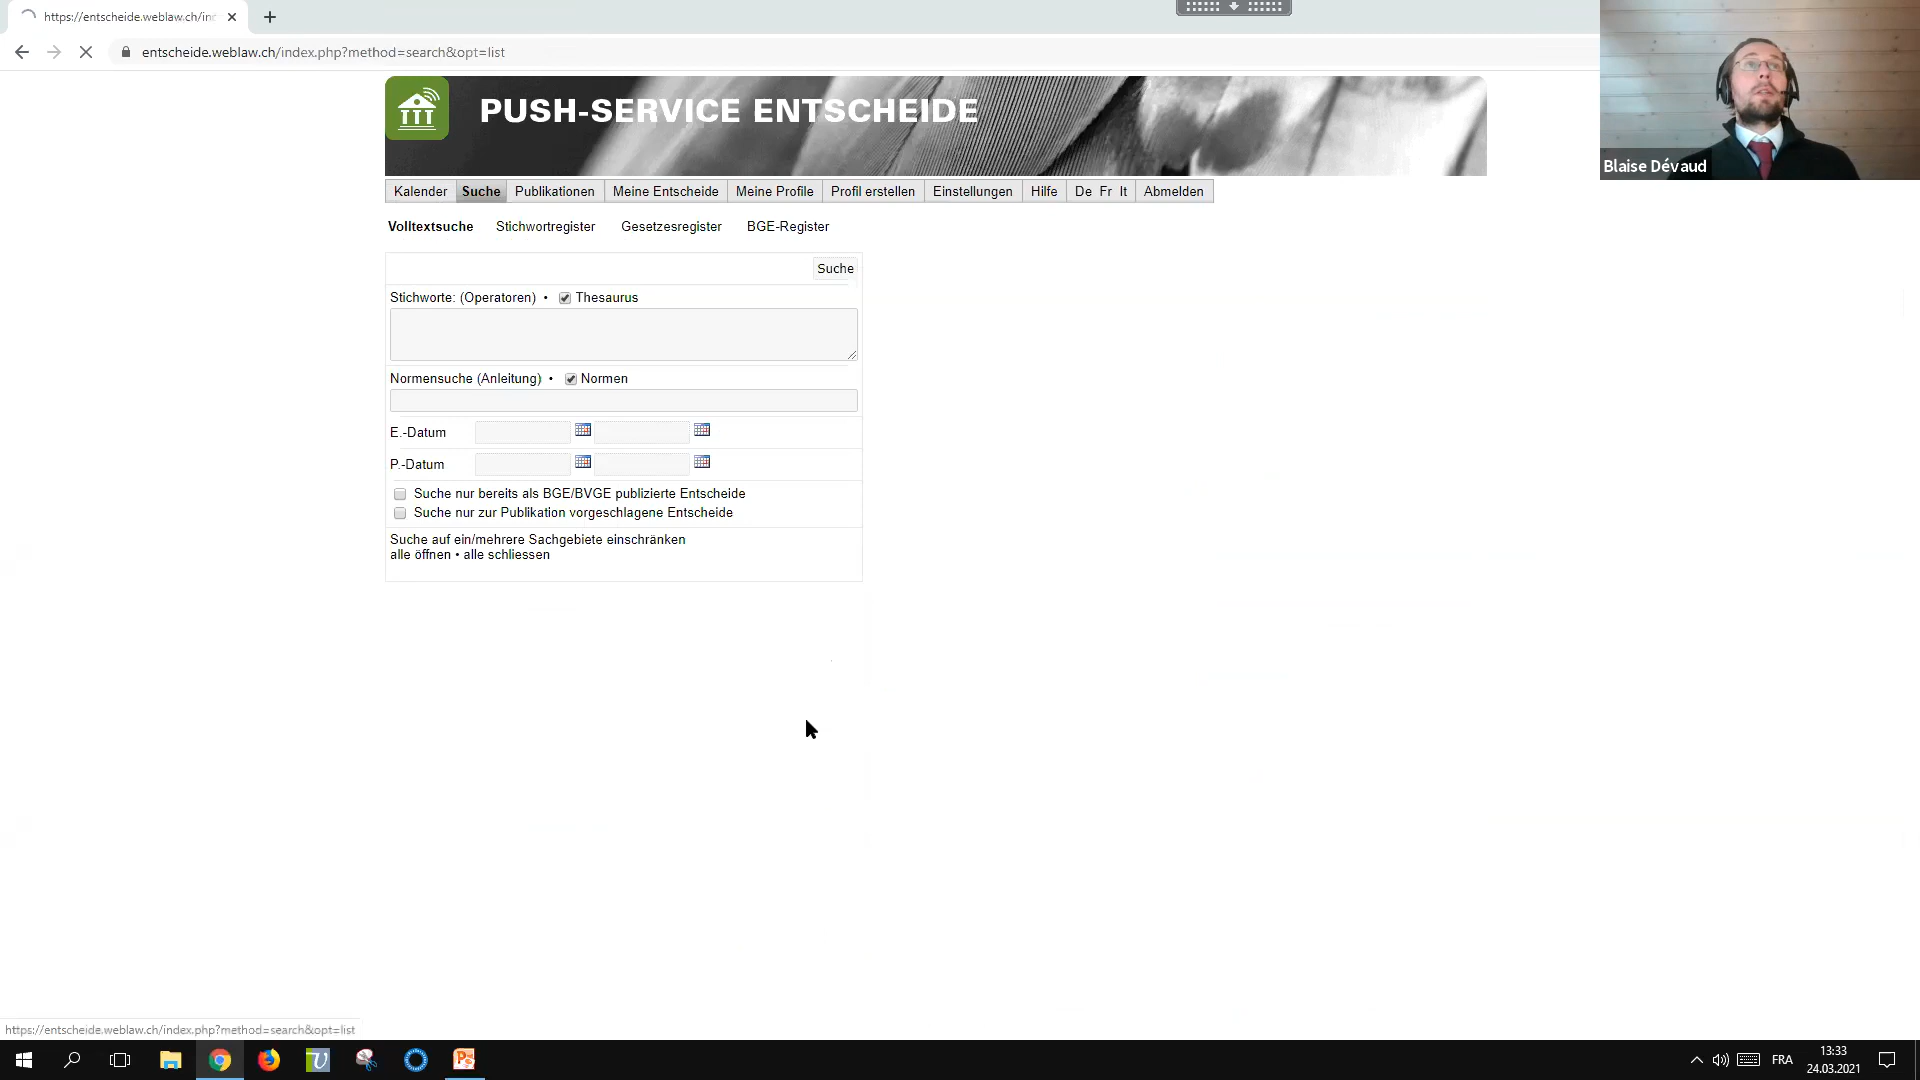 https://entscheide.weblaw.ch/in
entscheide.weblaw.ch/index.php?method=search&opt=list
PUSH-SERVICE ENTSCHEIDE
Blaise Dévaud
Kalender Suche Publikationen Meine Entscheide Meine Profile Profil erstellen Einstellungen Hilfe De Fr It Abmelden
Volltextsuche Stichwortregister Gesetzesregister BGE-Register
Suche
Stichworte: (Operatoren) • Thesaurus
Normensuche (Anleitung) • Normen
E.-Datum
P.-Datum
Suche nur bereits als BGE/BVGE publizierte Entscheide
Suche nur zur Publikation vorgeschlagene Entscheide
Suche auf ein/mehrere Sachgebiete einschränken
alle öffnen • alle schliessen
https://entscheide.weblaw.ch/index.php?method=search&opt=list
FRA
13:33
24.03.2021